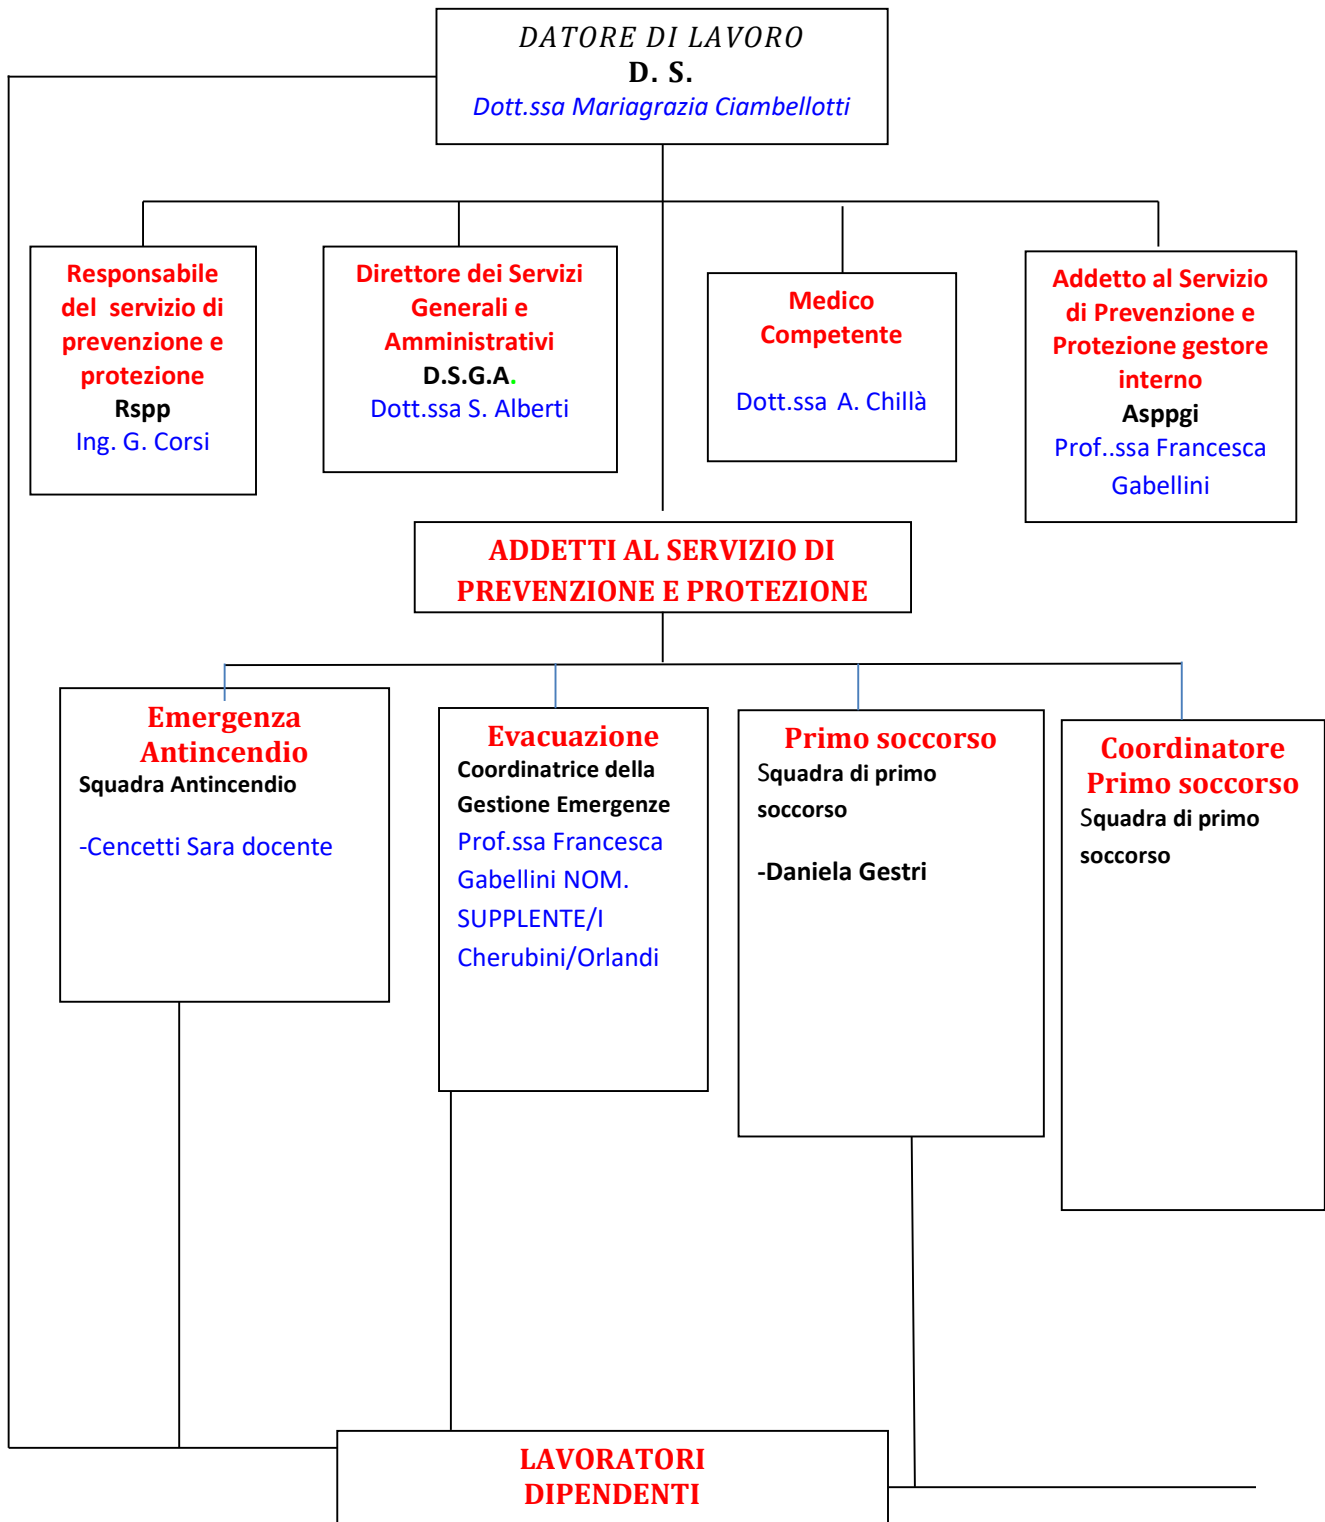 DATORE DI LAVORO
D. S.
Dott.ssa Mariagrazia Ciambellotti
Responsabile
del servizio di
prevenzione e
protezione
Rspp
Ing. G. Corsi
Direttore dei Servizi
Generali e
Amministrativi
D.S.G.A.
Dott.ssa S. Alberti
Medico
Competente
Dott.ssa A. Chillà
Addetto al Servizio
di Prevenzione e
Protezione gestore
interno
Asppgi
Prof..ssa Francesca
Gabellini
ADDETTI AL SERVIZIO DI
PREVENZIONE E PROTEZIONE
Emergenza
Antincendio
Squadra Antincendio
-Cencetti Sara docente
Evacuazione
Coordinatrice della
Gestione Emergenze
Prof.ssa Francesca
Gabellini NOM.
SUPPLENTE/I
Cherubini/Orlandi
Primo soccorso
Squadra di primo
soccorso
-Daniela Gestri
Coordinatore
Primo soccorso
Squadra di primo
soccorso
LAVORATORI
DIPENDENTI